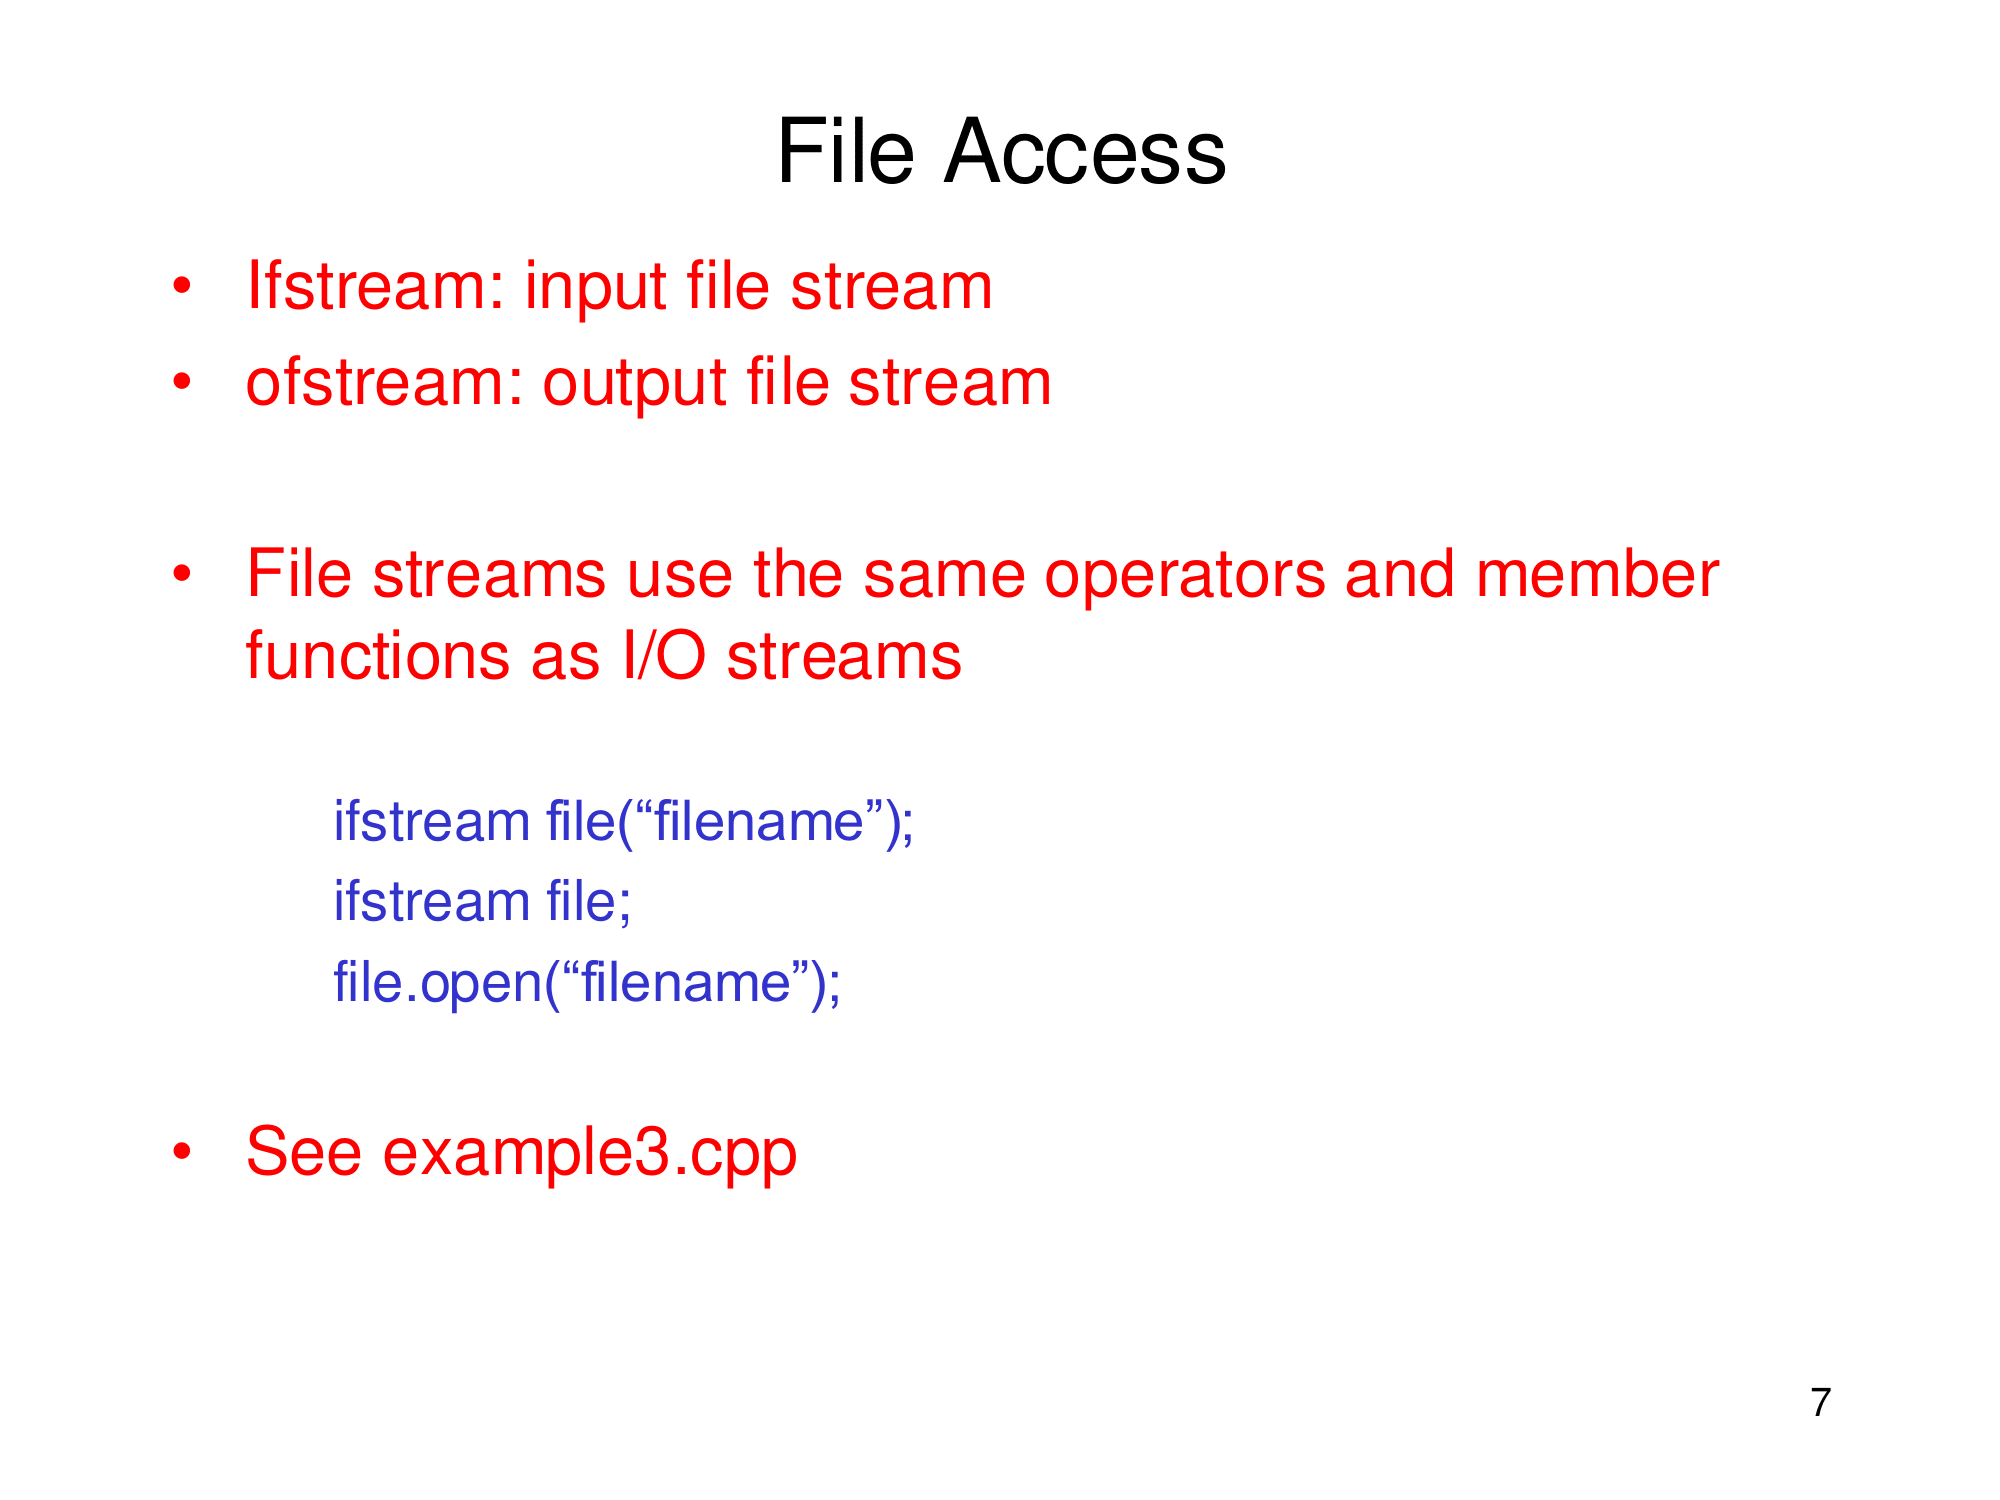 File Access
• Ifstream: input file stream
• ofstream: output file stream
• File streams use the same operators and member
functions as I/O streams
ifstream file(“filename”);
ifstream file;
file.open(“filename”);
• See example3.cpp
7